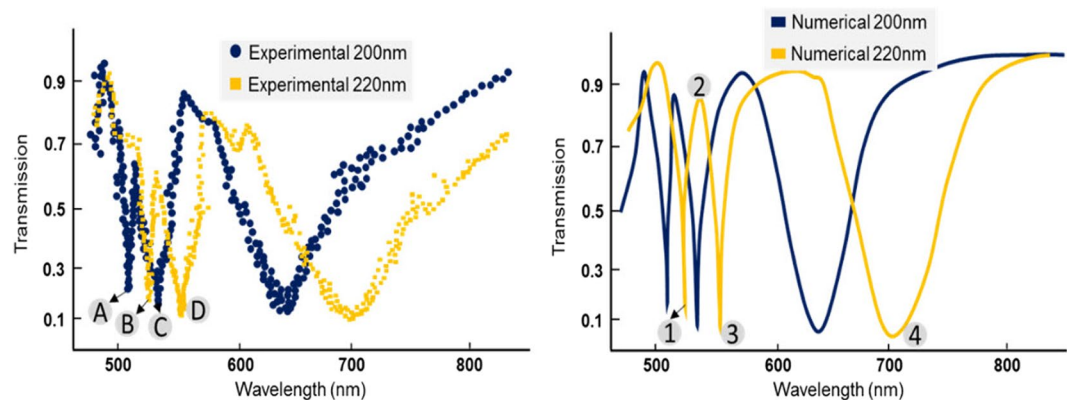 Experimental 200nm
Experimental 220nm
Transmission
0.9
0.7
0.5
0.3
0.1
A
B
C
D
500
600
700
800
Wavelength (nm)
Numerical 200nm
Numerical 220nm
Transmission
0.9
0.7
0.5
0.3
0.1
2
1
3
4
500
600
700
800
Wavelength (nm)